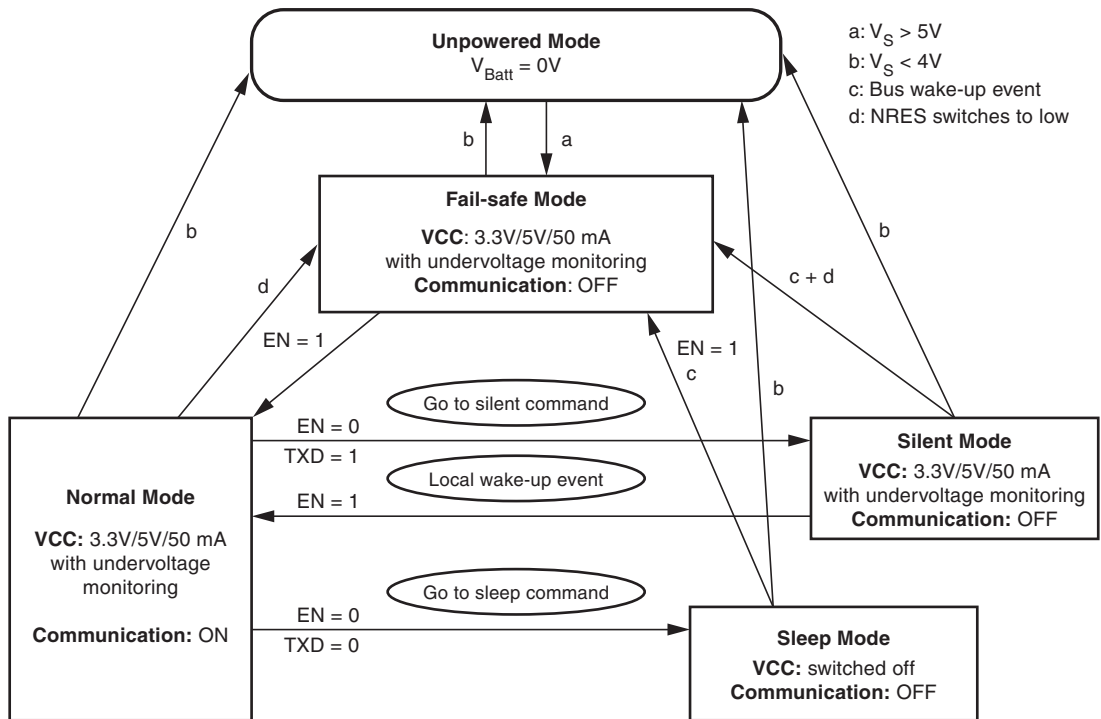 Unpowered Mode
V_Batt = 0V
a: V_S > 5V
b: V_S < 4V
c: Bus wake-up event
d: NRES switches to low
b
a
Fail-safe Mode
VCC: 3.3V/5V/50 mA
with undervoltage monitoring
Communication: OFF
b
b
d
c + d
EN = 1
EN = 1
c
b
Go to silent command
EN = 0
TXD = 1
Local wake-up event
EN = 1
Silent Mode
VCC: 3.3V/5V/50 mA
with undervoltage monitoring
Communication: OFF
Normal Mode
VCC: 3.3V/5V/50 mA
with undervoltage
monitoring
Communication: ON
Go to sleep command
EN = 0
TXD = 0
Sleep Mode
VCC: switched off
Communication: OFF